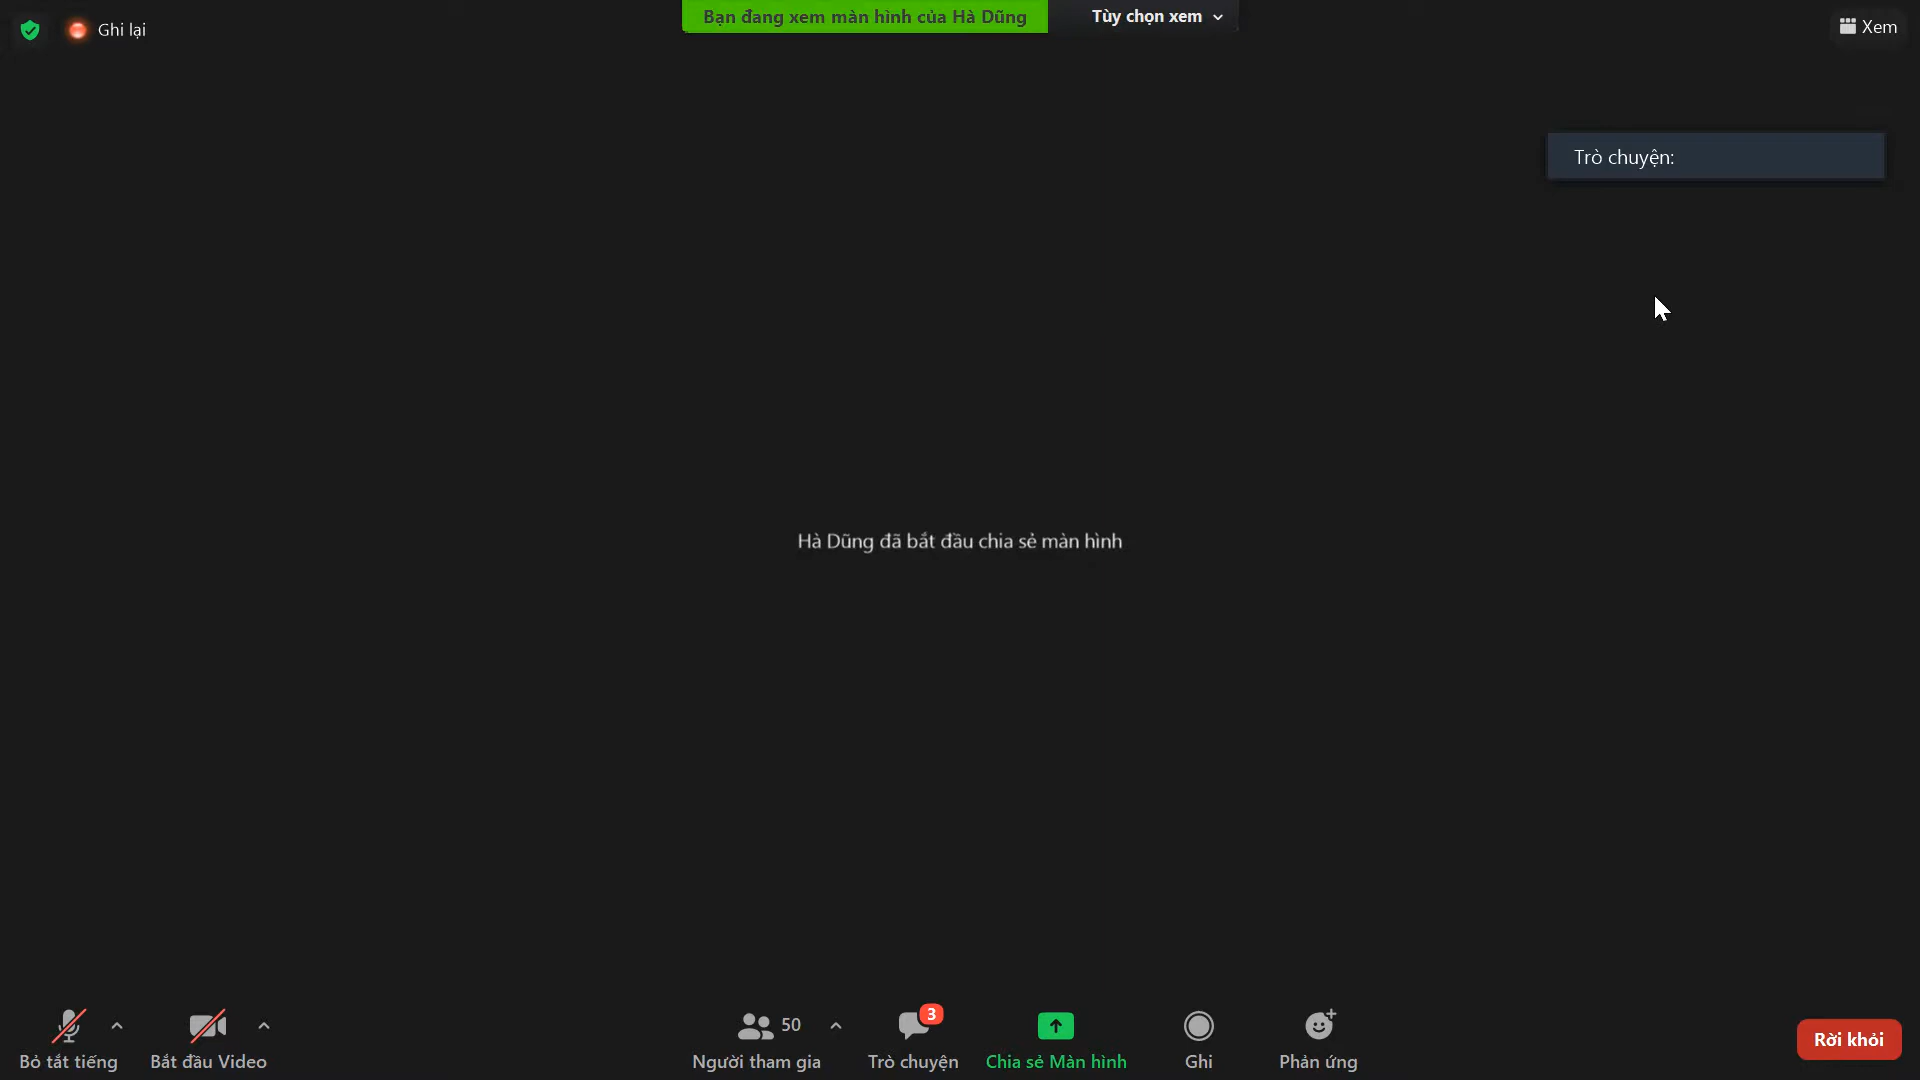 Ghi lại
Bạn đang xem màn hình của Hà Dũng
Tùy chọn xem
Xem
Trò chuyện:
Hà Dũng đã bắt đầu chia sẻ màn hình
50
3
Bỏ tắt tiếng
Bắt đầu Video
Người tham gia
Trò chuyện
Chia sẻ Màn hình
Ghi
Phản ứng
Rời khỏi